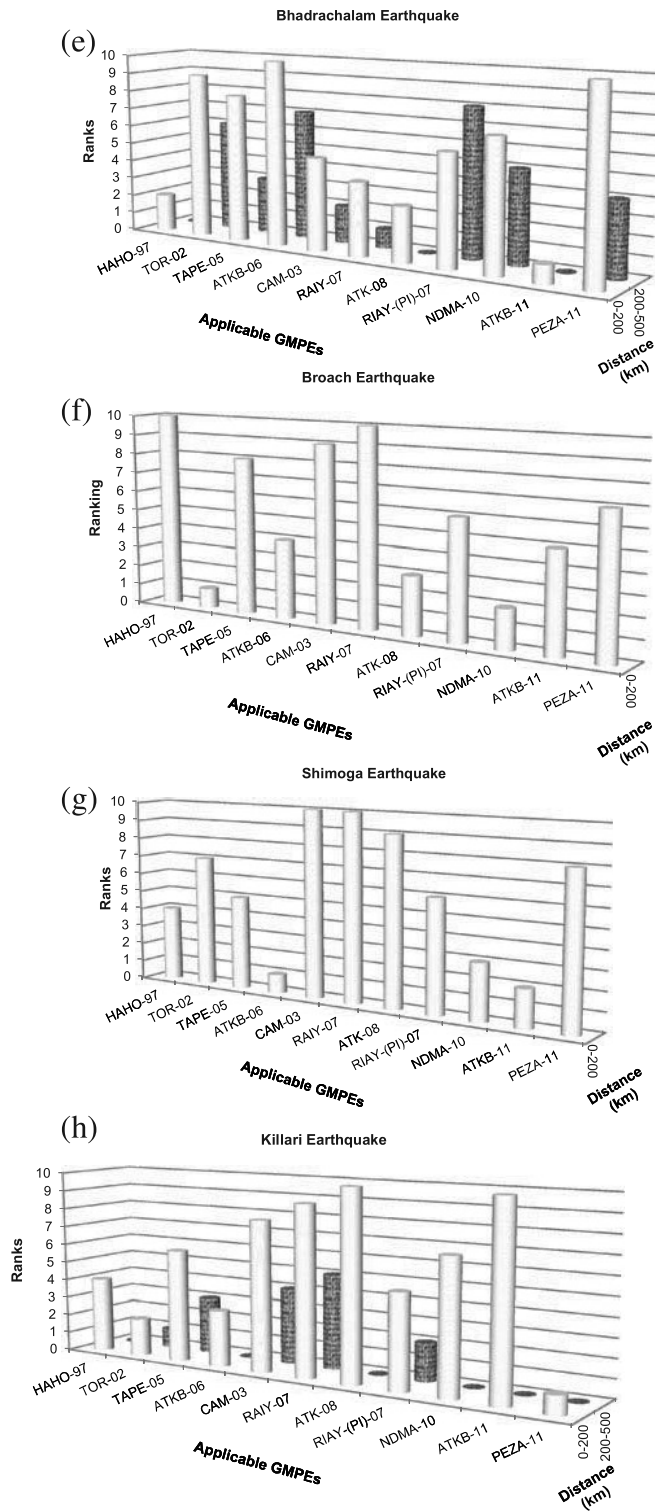 (e)
Bhadrachalam Earthquake
Ranks
10
9
8
7
6
5
4
3
2
1
0
HAHO-97
TOR-02
TAPE-05
ATKB-06
CAM-03
RAIY-07
ATK-08
RIAY-(PI)-07
NDMA-10
ATKB-11
PEZA-11
0-200
200-500
Applicable GMPEs
Distance
(km)
(f)
Broach Earthquake
Ranking
10
9
8
7
6
5
4
3
2
1
0
HAHO-97
TOR-02
TAPE-05
ATKB-06
CAM-03
RAIY-07
ATK-08
RIAY-(PI)-07
NDMA-10
ATKB-11
PEZA-11
0-200
Applicable GMPEs
Distance
(km)
(g)
Shimoga Earthquake
Ranks
10
9
8
7
6
5
4
3
2
1
0
HAHO-97
TOR-02
TAPE-05
ATKB-06
CAM-03
RAIY-07
ATK-08
RIAY-(PI)-07
NDMA-10
ATKB-11
PEZA-11
0-200
Applicable GMPEs
Distance
(km)
(h)
Killari Earthquake
Ranks
10
9
8
7
6
5
4
3
2
1
0
HAHO-97
TOR-02
TAPE-05
ATKB-06
CAM-03
RAIY-07
ATK-08
RIAY-(PI)-07
NDMA-10
ATKB-11
PEZA-11
0-200
200-500
Applicable GMPEs
Distance
(km)